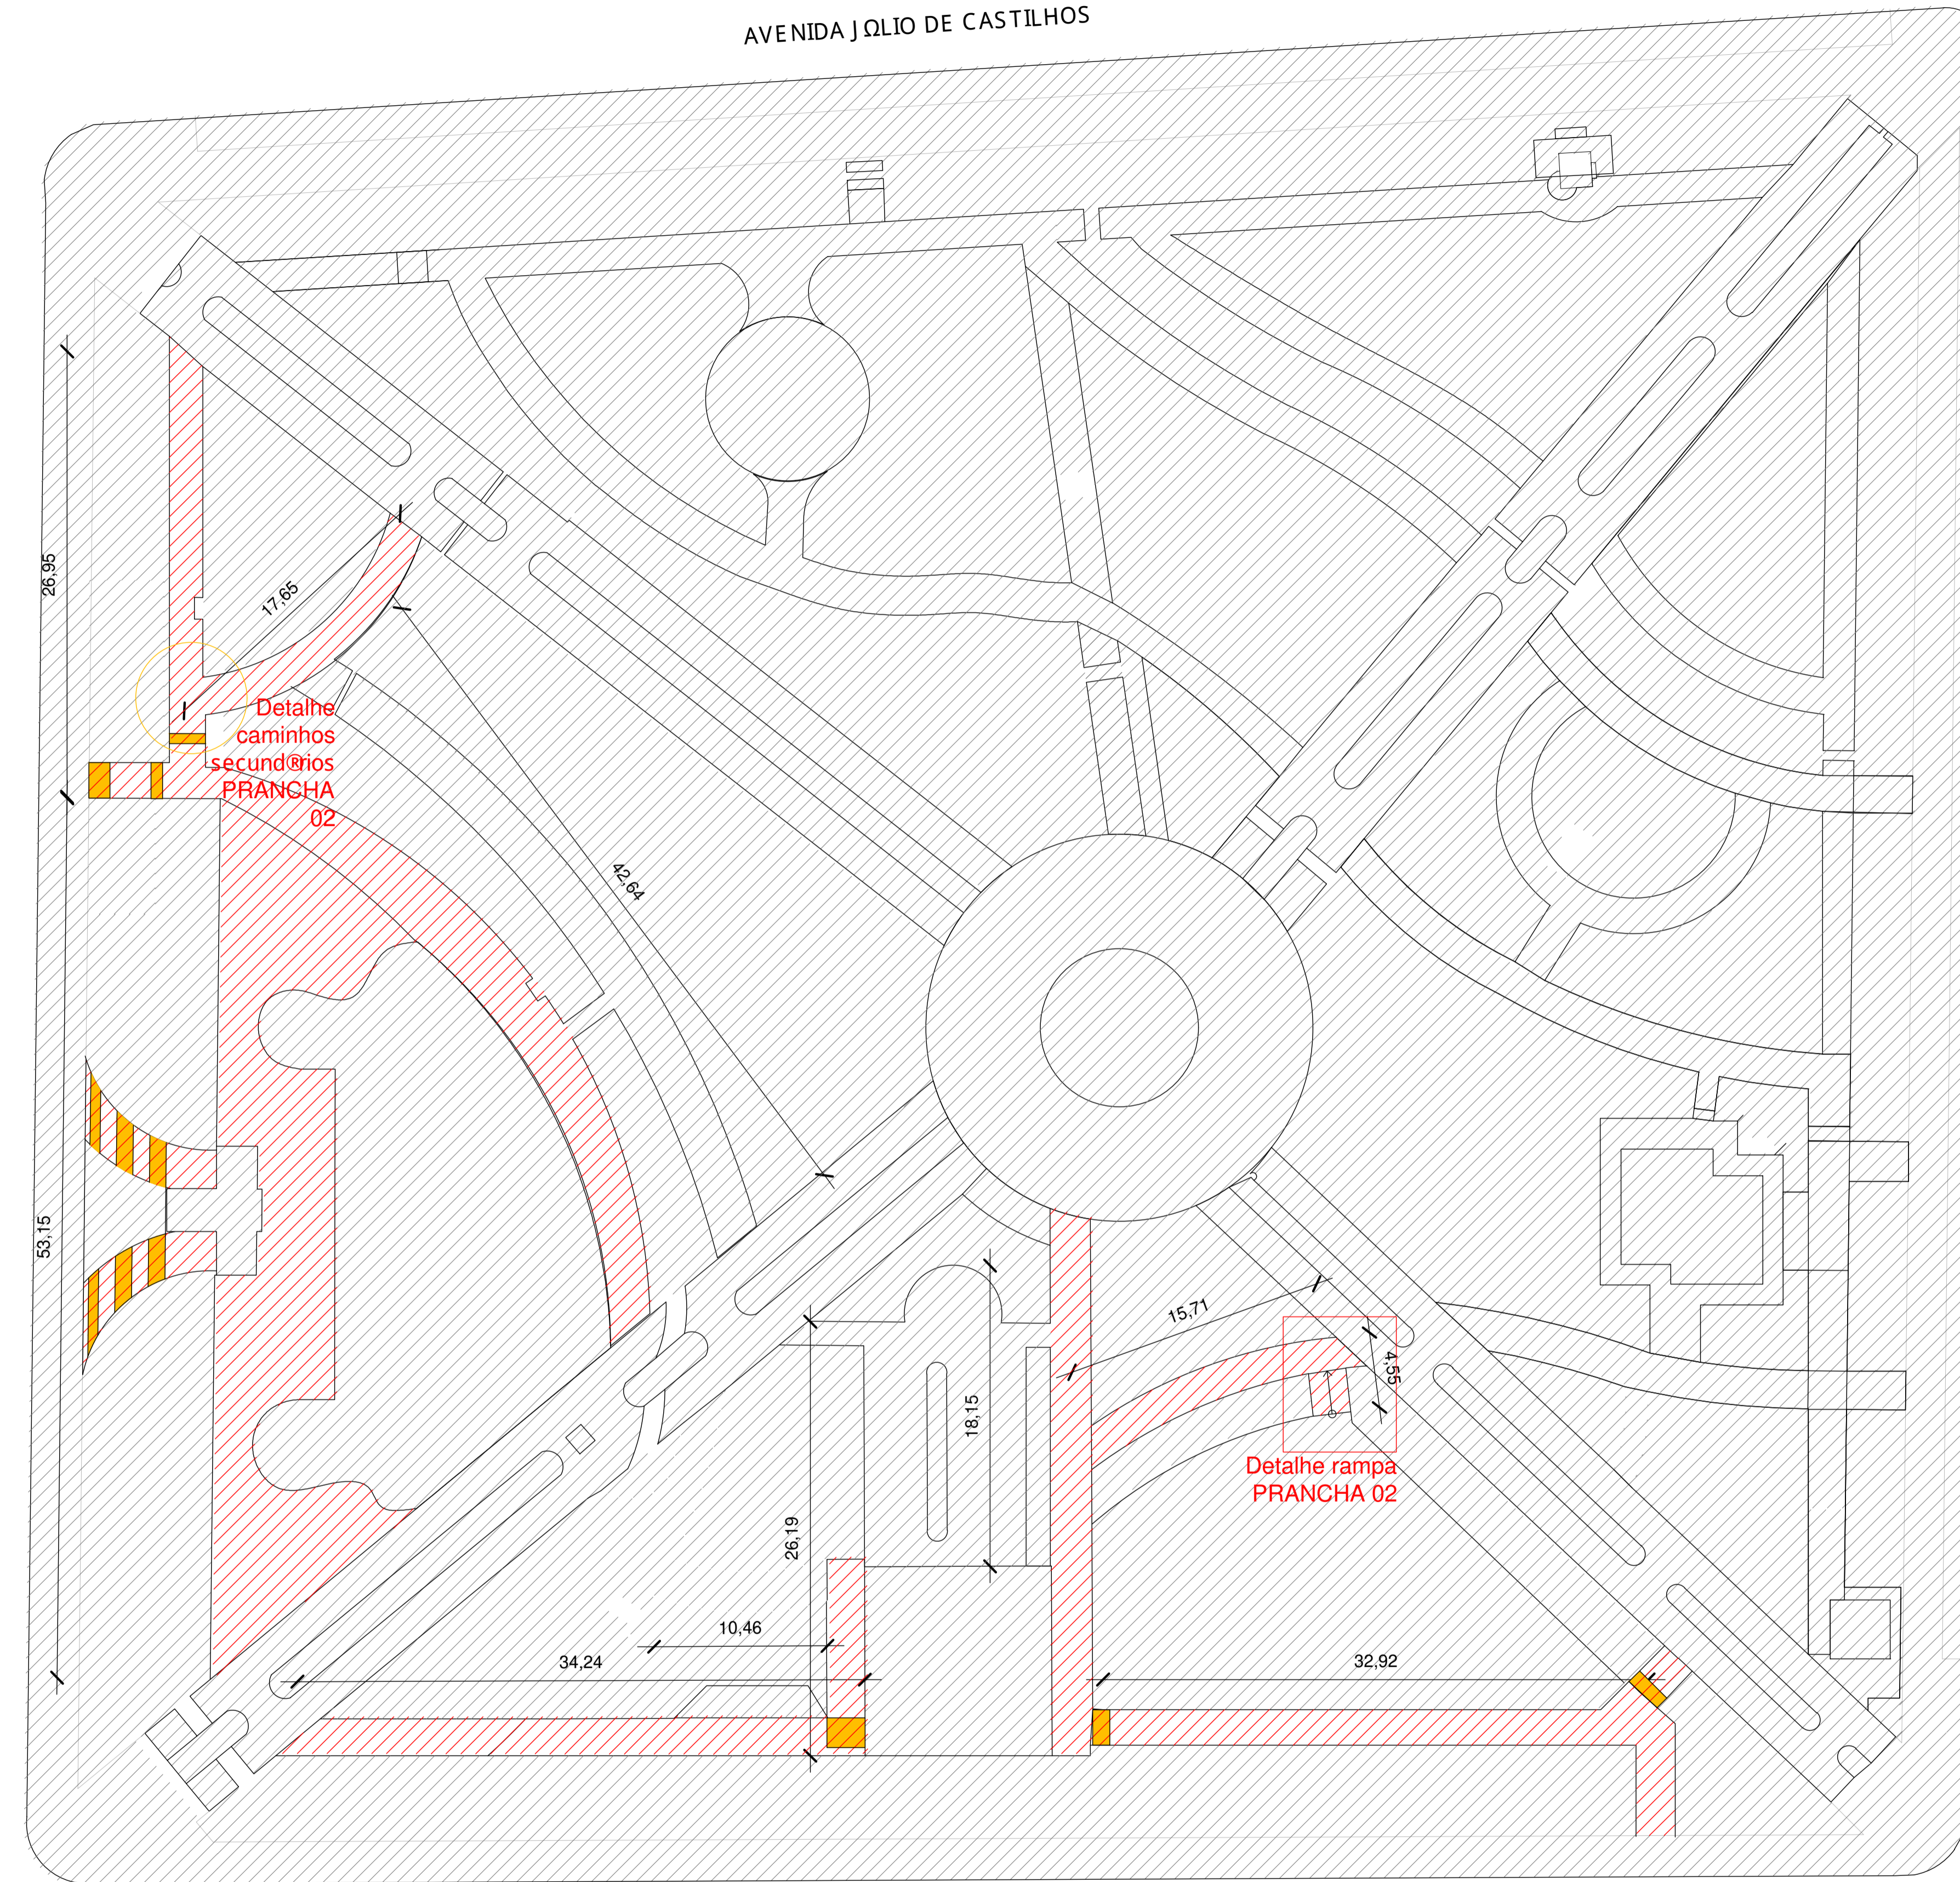 AVENIDA JΩLIO DE CASTILHOS
26,95
17,65
Detalhe
caminhos
secund®rios
PRANCHA
02
42,64
53,15
15,71
4,55
18,15
Detalhe rampa
PRANCHA 02
26,19
10,46
34,24
32,92